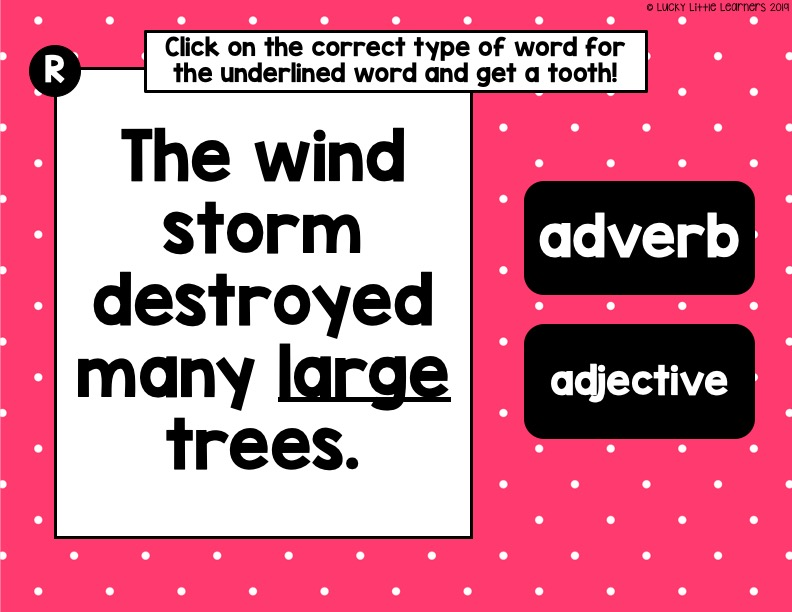 © Lucky Little Learners 2019
Click on the correct type of word for
the underlined word and get a tooth!
R
The wind
storm
destroyed
many large
trees.
adverb
adjective